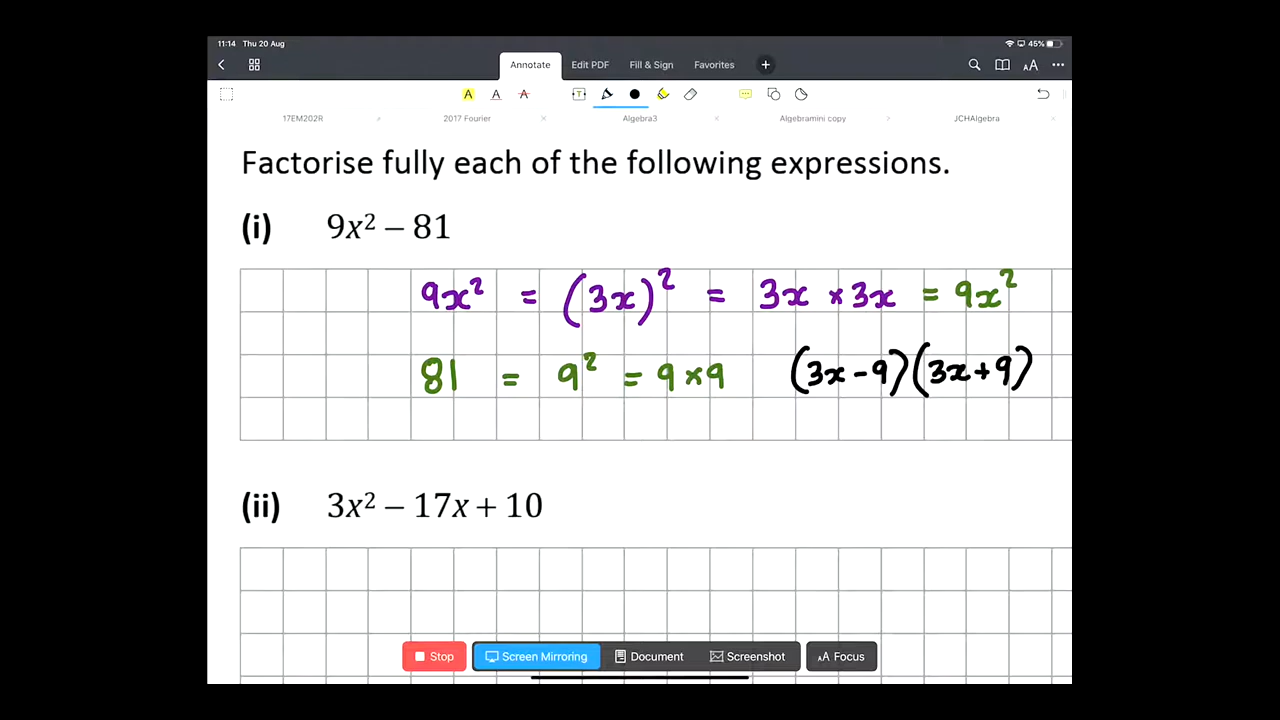 11:14 Thu 20 Aug 45%
Annotate Edit PDF Fill & Sign Favorites + AA
A A A T
17EM202R 2017 Fourier Algebra3 Algebramini copy JCHAlgebra
Factorise fully each of the following expressions.
(i) 9x² – 81
9x² = (3x)² = 3x × 3x = 9x²
81 = 9² = 9 × 9 (3x – 9)(3x + 9)
(ii) 3x² – 17x + 10
Stop Screen Mirroring Document Screenshot AA Focus